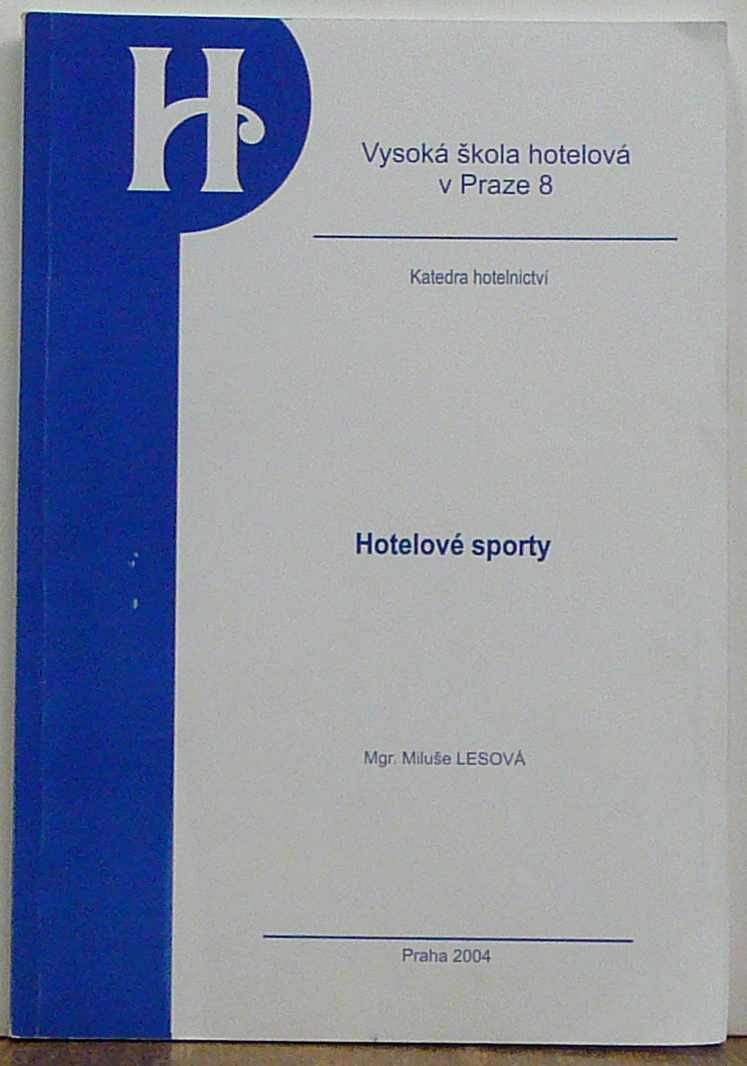 H
Vysoká škola hotelová
v Praze 8
Katedra hotelnictví
Hotelové sporty
Mgr. Miluše LESOVÁ
Praha 2004